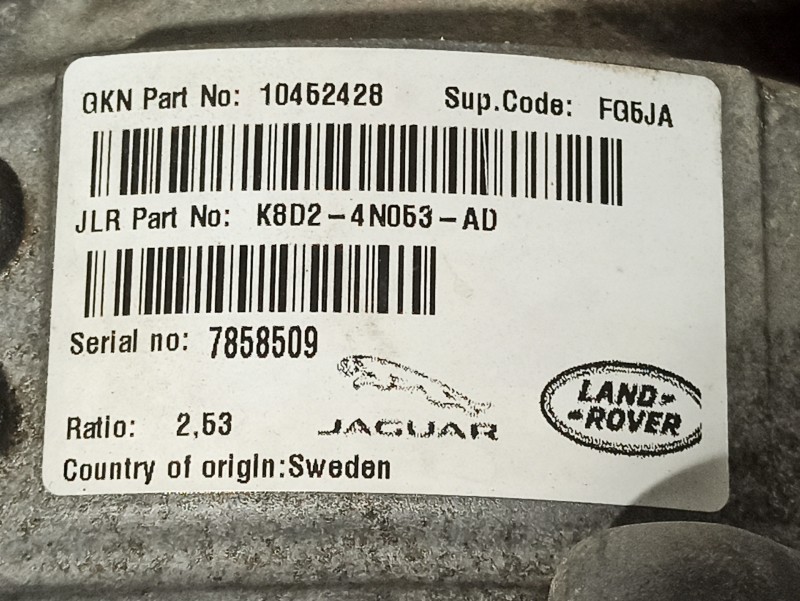 GKN Part No: 10452428 Sup.Code: FG5JA
JLR Part No: K8D2-4N053-AD
Serial no: 7858509
JAGUAR
LAND-
-ROVER
Ratio: 2,53
Country of origin:Sweden